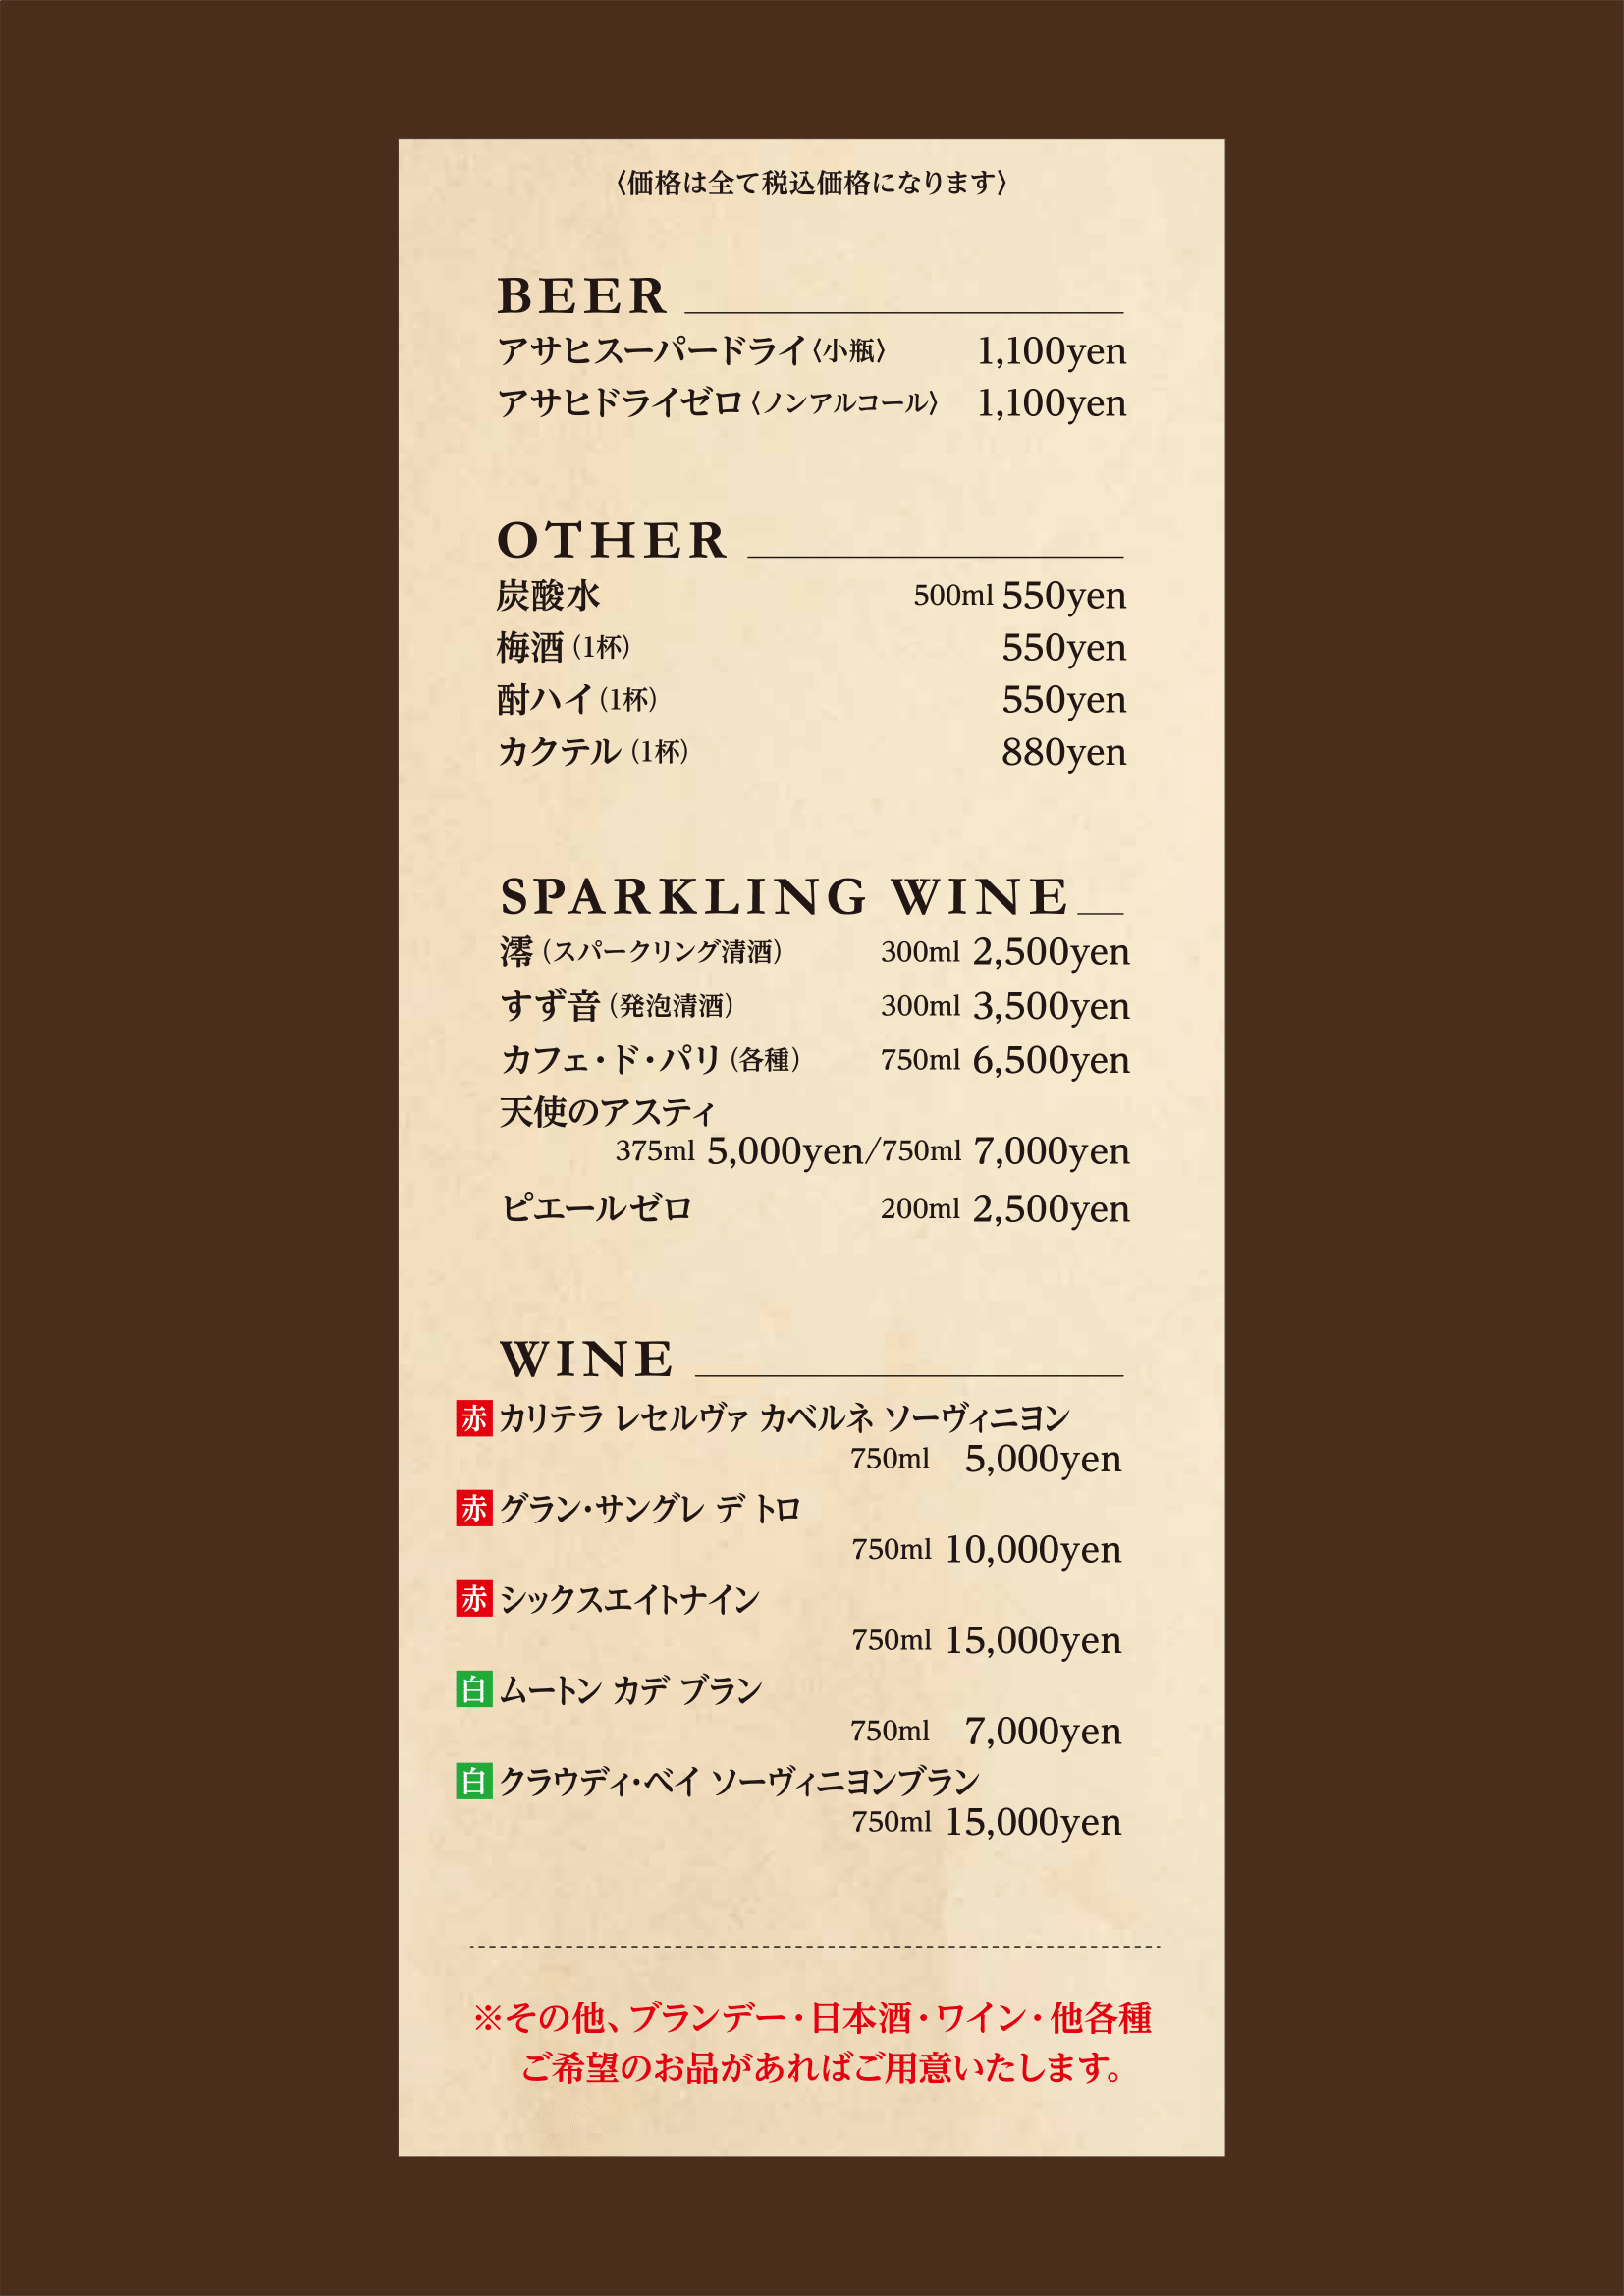 〈価格は全て税込価格になります〉
BEER
アサヒスーパードライ〈小瓶〉 1,100yen
アサヒドライゼロ〈ノンアルコール〉 1,100yen
OTHER
炭酸水 500ml 550yen
梅酒（1杯） 550yen
酎ハイ（1杯） 550yen
カクテル（1杯） 880yen
SPARKLING WINE
澪（スパークリング清酒） 300ml 2,500yen
すず音（発泡清酒） 300ml 3,500yen
カフェ・ド・パリ（各種） 750ml 6,500yen
天使のアスティ
375ml 5,000yen/750ml 7,000yen
ピエールゼロ 200ml 2,500yen
WINE
赤 カリテラ レセルヴァ カベルネ ソーヴィニヨン
750ml 5,000yen
赤 グラン・サングレ デ トロ
750ml 10,000yen
赤 シックスエイトナイン
750ml 15,000yen
白 ムートン カデ ブラン
750ml 7,000yen
白 クラウディ・ベイ ソーヴィニヨンブラン
750ml 15,000yen
※その他、ブランデー・日本酒・ワイン・他各種
ご希望のお品があればご用意いたします。